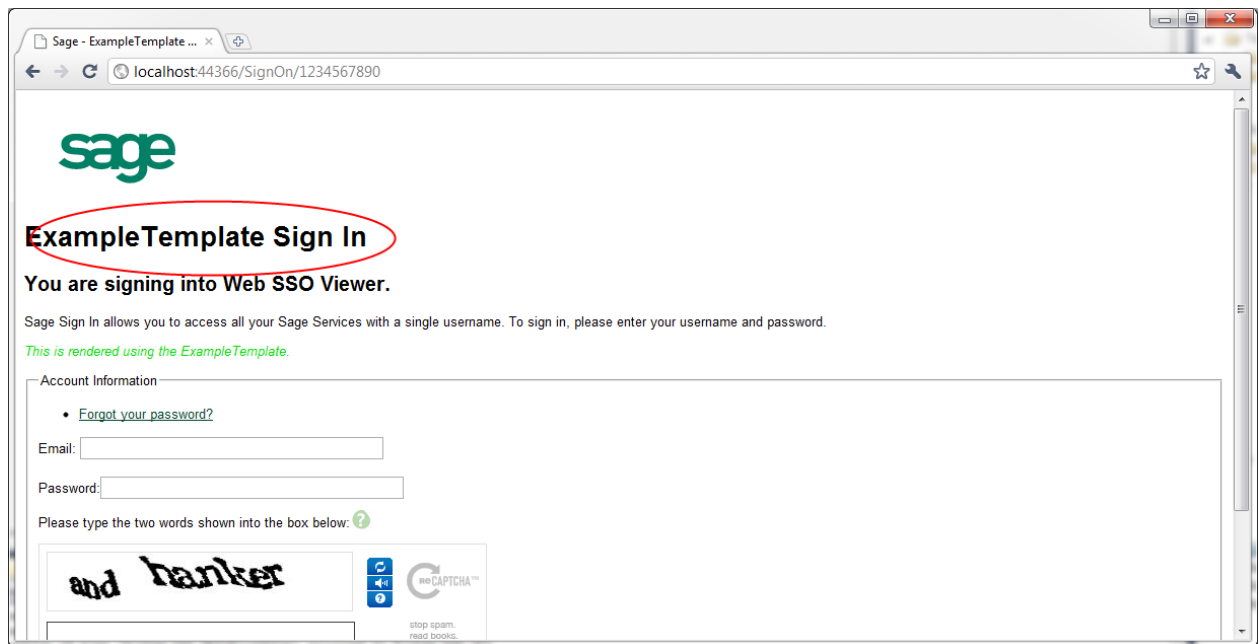 Sage - ExampleTemplate ...
localhost:44366/SignOn/1234567890
sage
ExampleTemplate Sign In
You are signing into Web SSO Viewer.
Sage Sign In allows you to access all your Sage Services with a single username. To sign in, please enter your username and password.
This is rendered using the ExampleTemplate.
Account Information
• Forgot your password?
Email:
Password:
Please type the two words shown into the box below: ?
and hanker
reCAPTCHA™
stop spam.
read books.